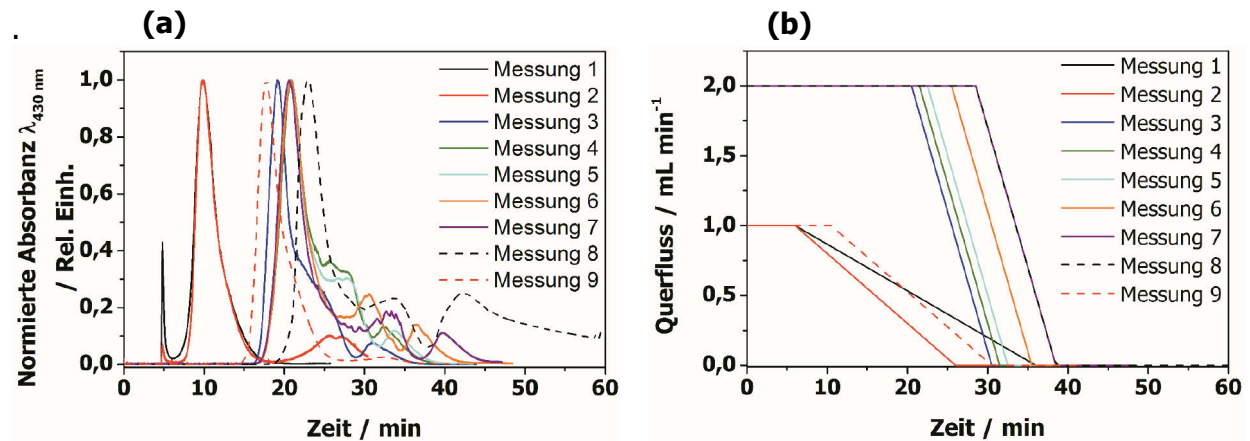 (a)
(b)
.
Normierte Absorbanz λ430 nm
/ Rel. Einh.
1,0
0,8
0,6
0,4
0,2
0,0
0
10
20
30
40
50
60
Zeit / min
Messung 1
Messung 2
Messung 3
Messung 4
Messung 5
Messung 6
Messung 7
Messung 8
Messung 9
Querfluss / mL min-1
2,0
1,5
1,0
0,5
0,0
0
10
20
30
40
50
60
Zeit / min
Messung 1
Messung 2
Messung 3
Messung 4
Messung 5
Messung 6
Messung 7
Messung 8
Messung 9